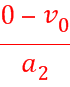 0 − v₀
a₂